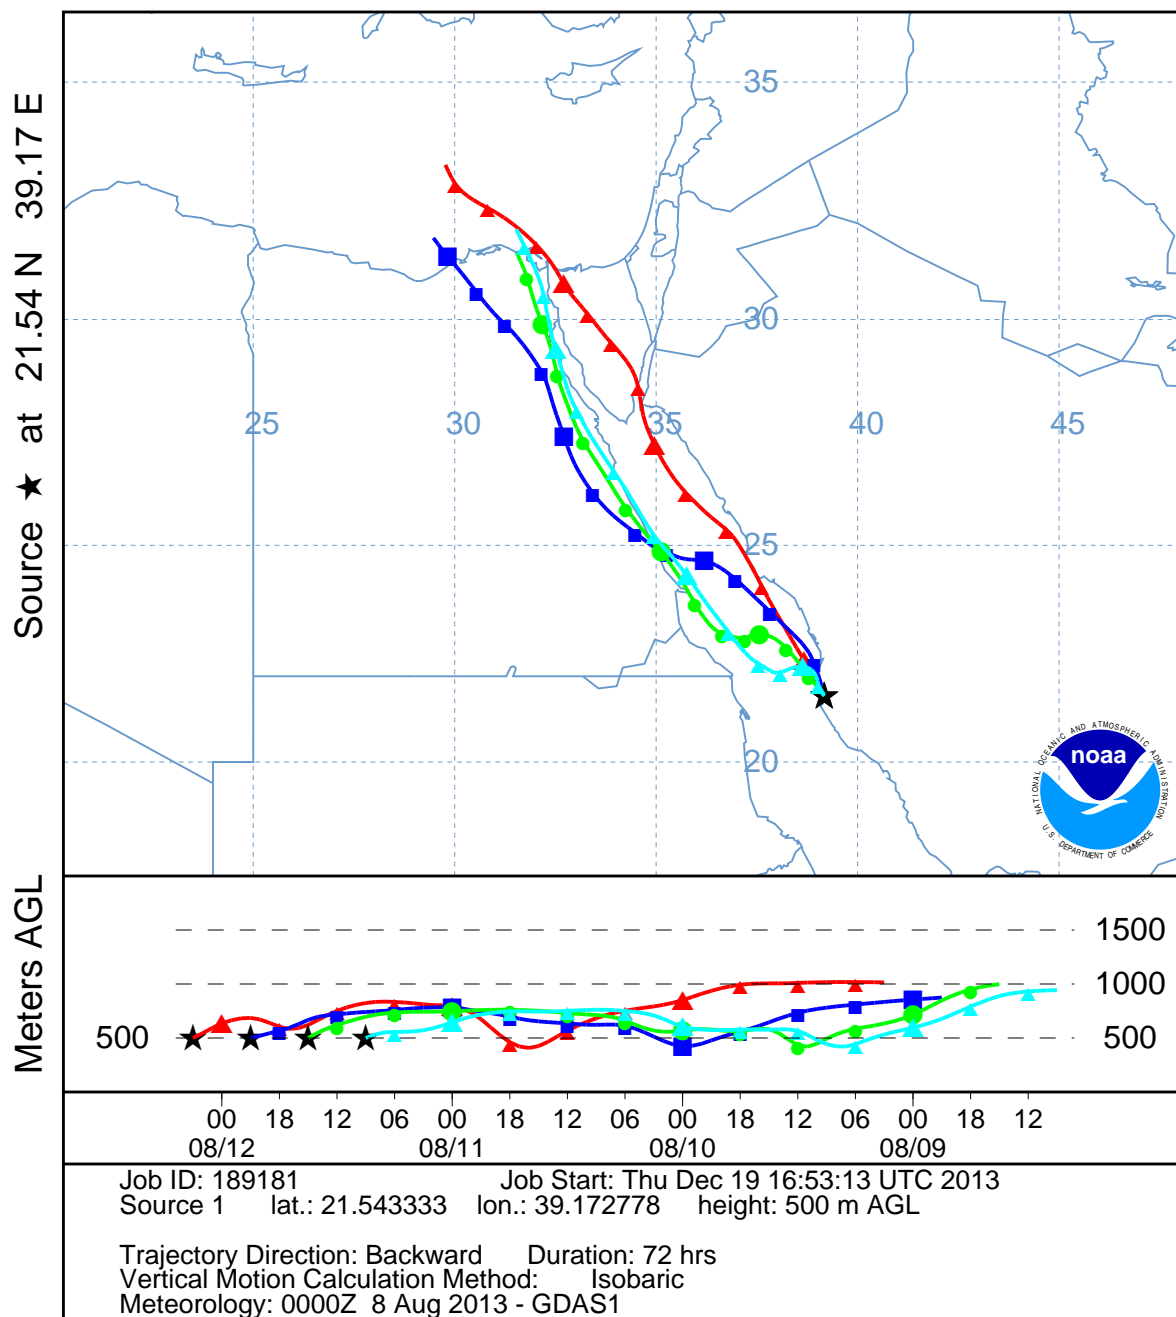 Source ★ at 21.54 N 39.17 E
35
30
25 30 35 40 45
25
20
NATIONAL OCEANIC AND ATMOSPHERIC ADMINISTRATION
noaa
U.S. DEPARTMENT OF COMMERCE
Meters AGL
1500
1000
500 500
00 18 12 06 00 18 12 06 00 18 12 06 00 18 12
08/12 08/11 08/10 08/09
Job ID: 189181 Job Start: Thu Dec 19 16:53:13 UTC 2013
Source 1 lat.: 21.543333 lon.: 39.172778 height: 500 m AGL
Trajectory Direction: Backward Duration: 72 hrs
Vertical Motion Calculation Method: Isobaric
Meteorology: 0000Z 8 Aug 2013 - GDAS1